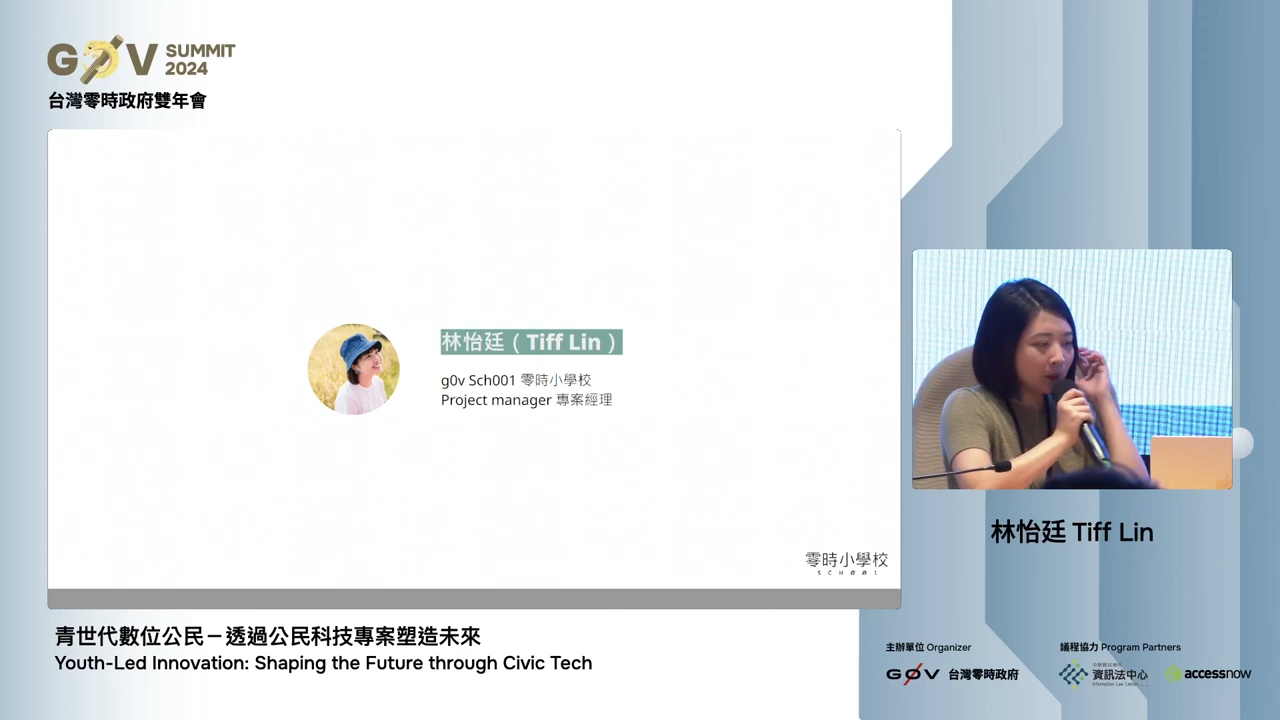 G0V SUMMIT 2024
台灣零時政府雙年會
林怡廷（Tiff Lin）
g0v Sch001 零時小學校
Project manager 專案經理
零時小學校
SCH001
林怡廷 Tiff Lin
青世代數位公民－透過公民科技專案塑造未來
Youth-Led Innovation: Shaping the Future through Civic Tech
主辦單位 Organizer
G0V 台灣零時政府
議程協力 Program Partners
資訊法中心
Information Law Center
accessnow